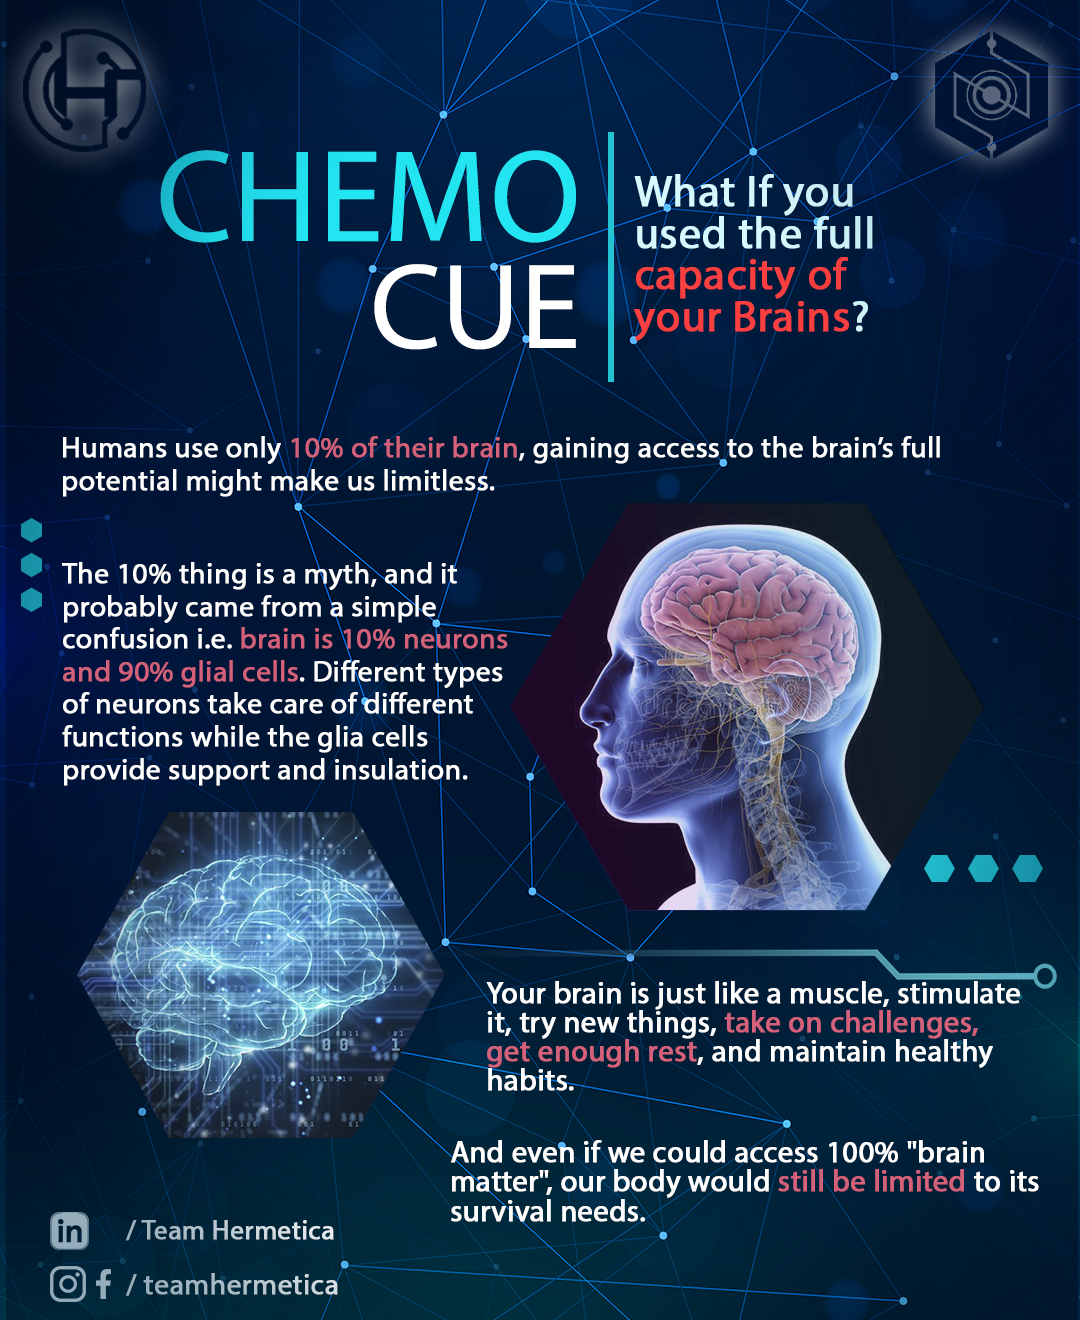 CHEMO
CUE
What If you
used the full
capacity of
your Brains?
Humans use only 10% of their brain, gaining access to the brain’s full
potential might make us limitless.
The 10% thing is a myth, and it
probably came from a simple
confusion i.e. brain is 10% neurons
and 90% glial cells. Different types
of neurons take care of different
functions while the glia cells
provide support and insulation.
Your brain is just like a muscle, stimulate
it, try new things, take on challenges,
get enough rest, and maintain healthy
habits.
And even if we could access 100% "brain
matter", our body would still be limited to its
survival needs.
in / Team Hermetica
f / teamhermetica